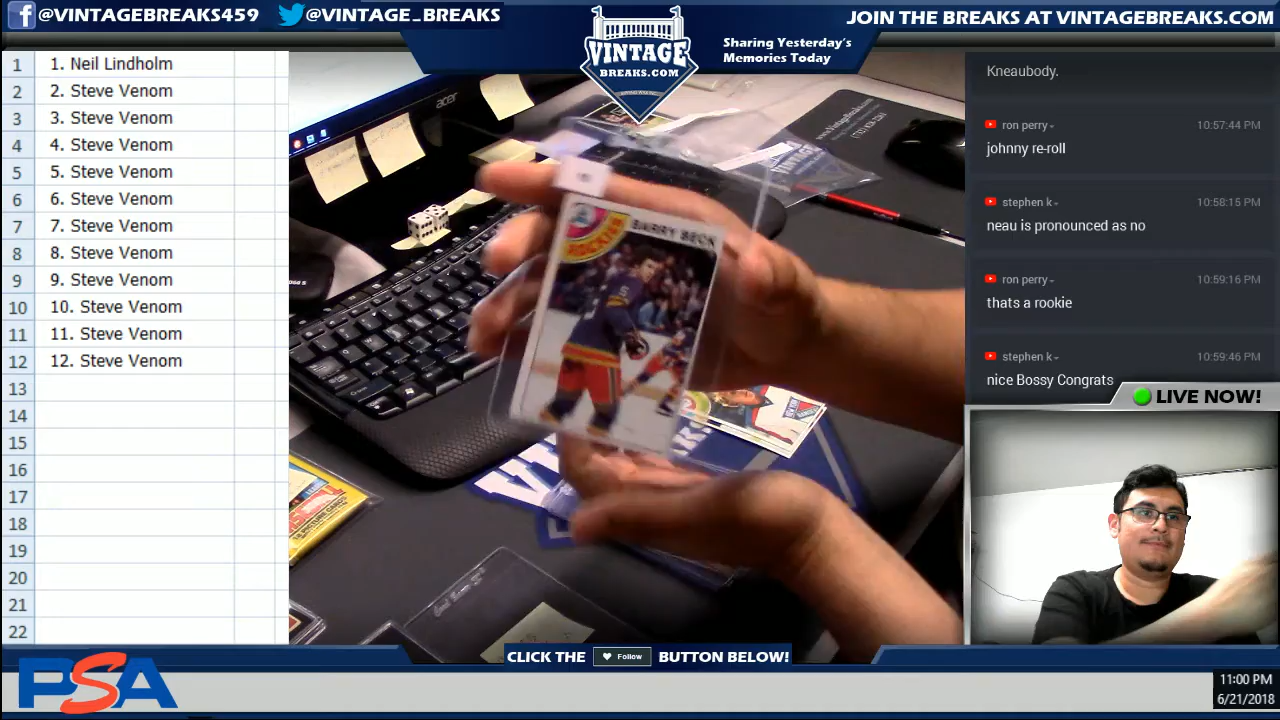 @VINTAGEBREAKS459
@VINTAGE_BREAKS
VINTAGE
BREAKS.COM
Sharing Yesterday's
Memories Today
JOIN THE BREAKS AT VINTAGEBREAKS.COM
1 1. Neil Lindholm
2 2. Steve Venom
3 3. Steve Venom
4 4. Steve Venom
5 5. Steve Venom
6 6. Steve Venom
7 7. Steve Venom
8 8. Steve Venom
9 9. Steve Venom
10 10. Steve Venom
11 11. Steve Venom
12 12. Steve Venom
13
14
15
16
17
18
19
20
21
22
acer
BARRY BECK
Kneaubody.
ron perry 10:57:44 PM
johnny re-roll
stephen k 10:58:15 PM
neau is pronounced as no
ron perry 10:59:16 PM
thats a rookie
stephen k 10:59:46 PM
nice Bossy Congrats
LIVE NOW!
CLICK THE Follow BUTTON BELOW!
PSA
11:00 PM
6/21/2018